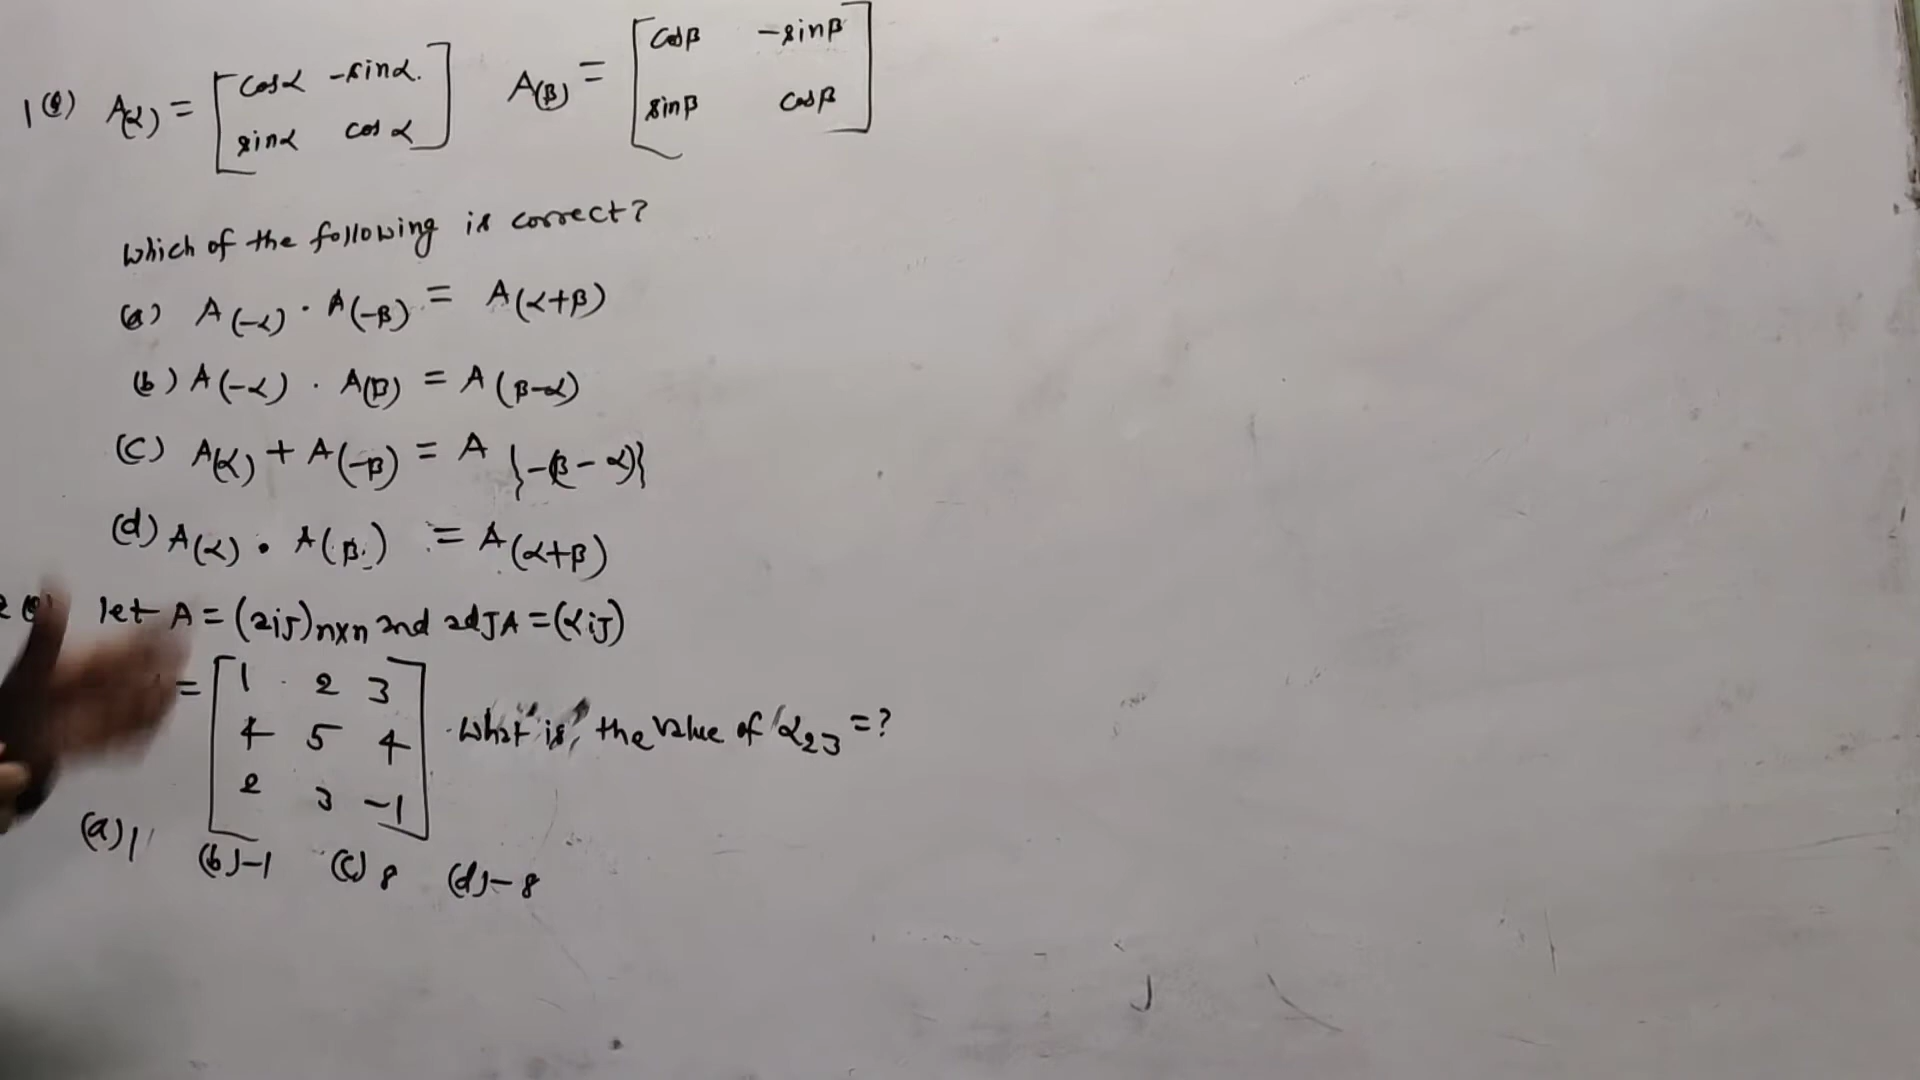 1(Q) A(α) = [cosα -sinα. sinα cos α] A(β) = [cosβ -sinβ sinβ cosβ]
Which of the following is correct?
(a) A(-α) · A(-β) = A(α+β)
(b) A(-α) · A(β) = A(β-α)
(c) A(α) + A(-β) = A {-(β-α)}
(d) A(α) • A(β) = A(α+β)
let A = (aij)nxn and adJA = (αij)
= [1 2 3
4 5 4 . What is the value of α23 = ?
2 3 -1]
(a) 1 (b) -1 (c) 8 (d) -8